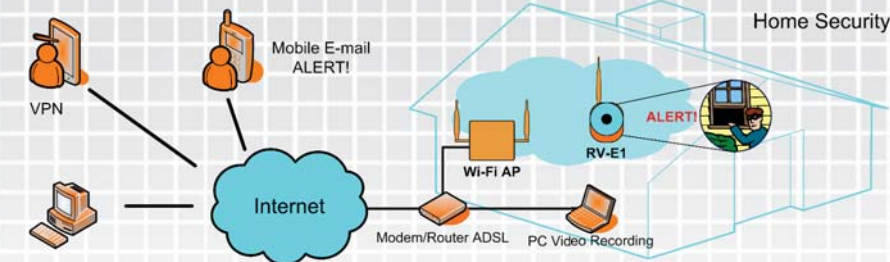 Home Security
Mobile E-mail
ALERT!
VPN
ALERT!
RV-E1
Wi-Fi AP
Internet
Modem/Router ADSL
PC Video Recording